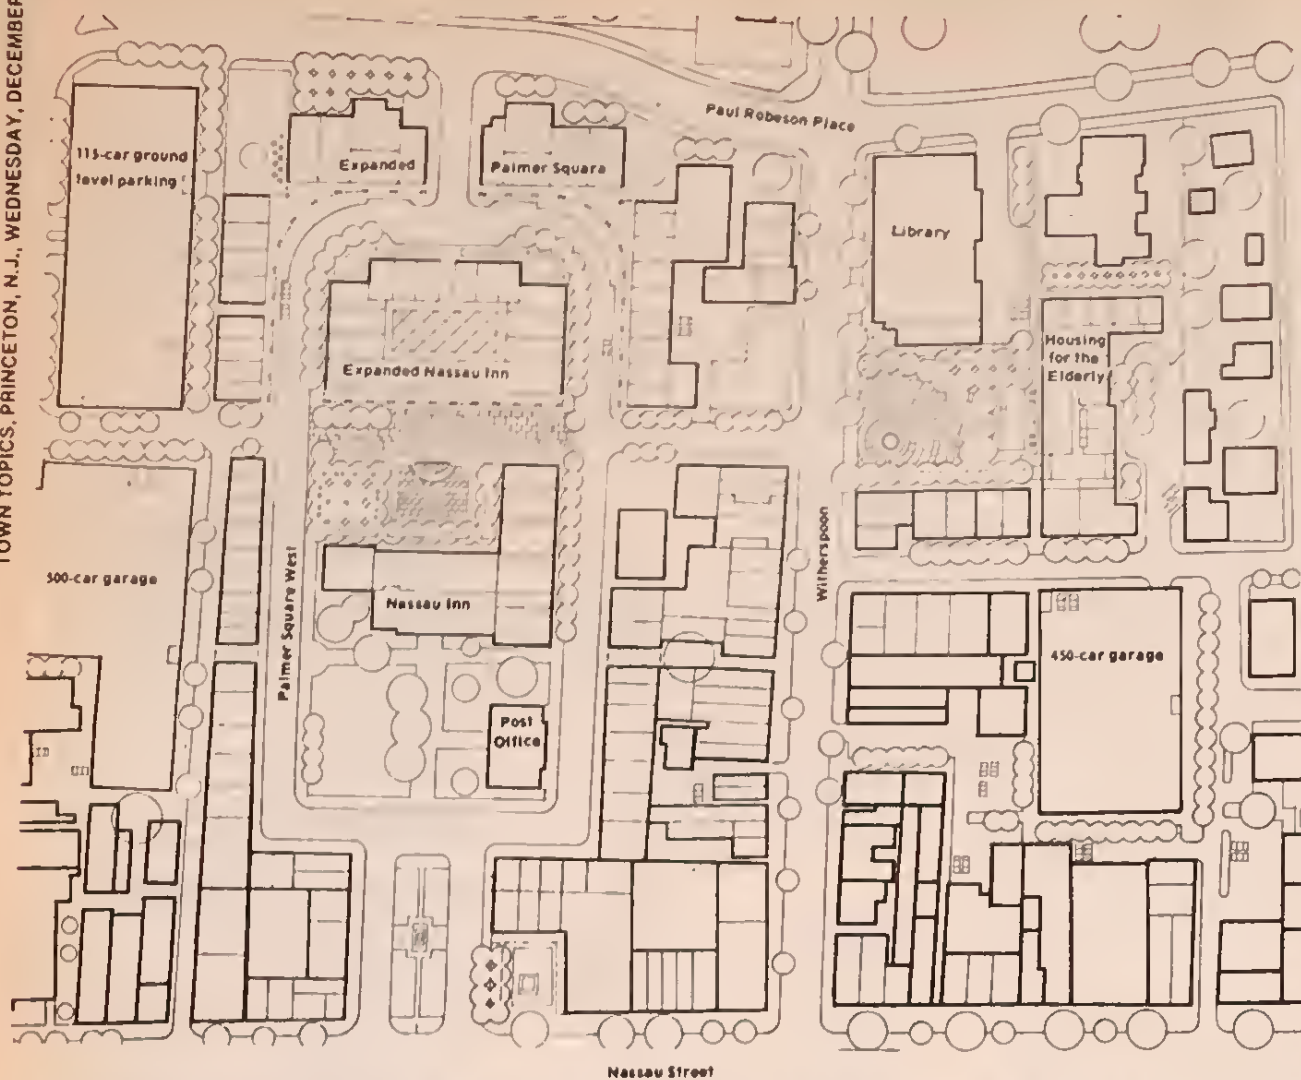 TOWN TOPICS, PRINCETON, N.J., WEDNESDAY, DECEMBER
Paul Robeson Place
115-car ground
level parking
Expanded
Palmer Square
Library
Expanded Nassau Inn
Housing
for the
Elderly
500-car garage
Palmer Square West
Nassau Inn
Witherspoon
450-car garage
Post
Office
Nassau Street